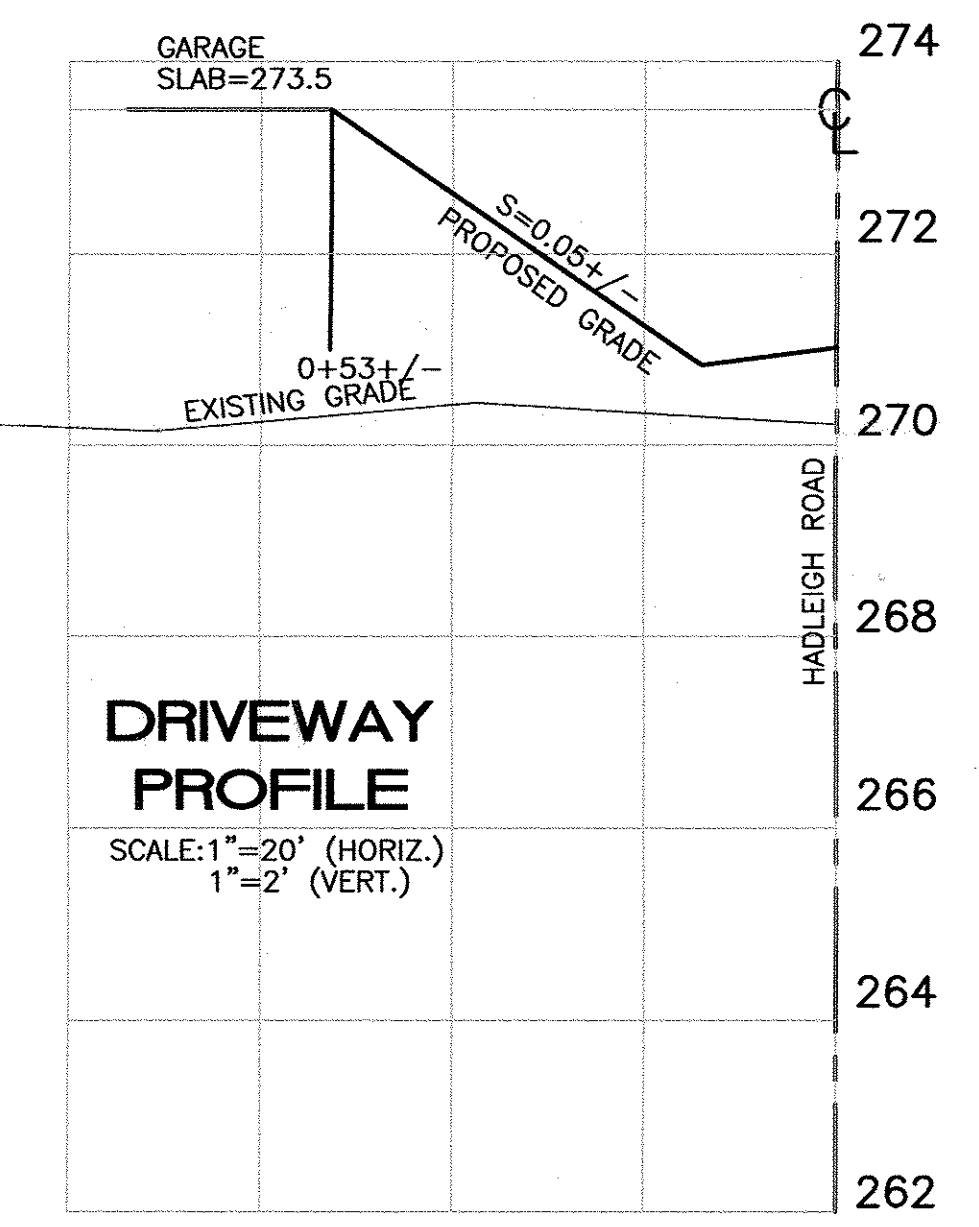 GARAGE
SLAB=273.5
274
℄
272
S=0.05+/-
PROPOSED GRADE
0+53+/-
EXISTING GRADE
270
HADLEIGH ROAD
268
DRIVEWAY
PROFILE
266
SCALE:1"=20' (HORIZ.)
1"=2' (VERT.)
264
262